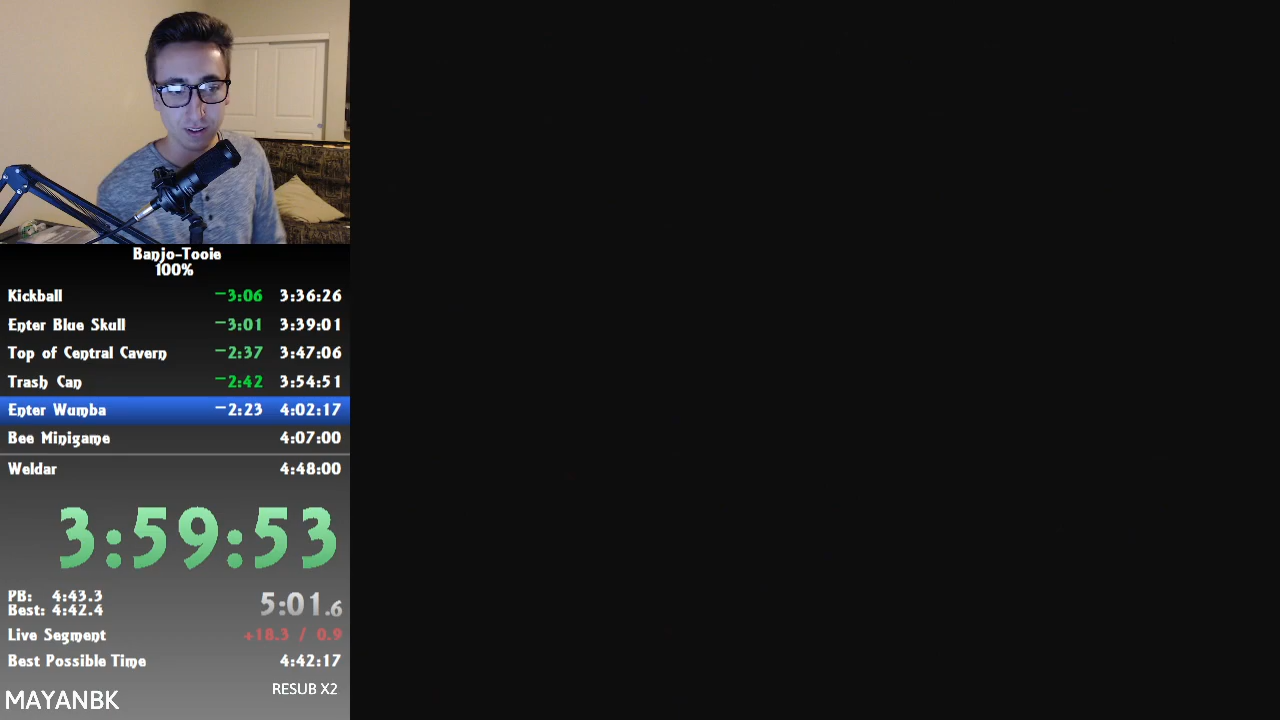 Banjo-Tooie
100%
Kickball -3:06 3:36:26
Enter Blue Skull -3:01 3:39:01
Top of Central Cavern -2:37 3:47:06
Trash Can -2:42 3:54:51
Enter Wumba -2:23 4:02:17
Bee Minigame 4:07:00
Weldar 4:48:00
3:59:53
PB: 4:43.3
Best: 4:42.4
5:01.6
Live Segment +18.3 / 0.9
Best Possible Time 4:42:17
MAYANBK RESUB X2